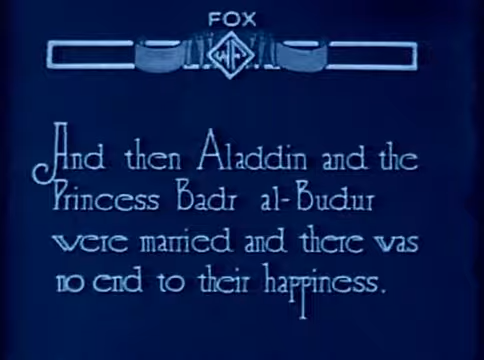 FOX
WF
And then Aladdin and the
Princess Badr al-Budur
were married and there was
no end to their happiness.